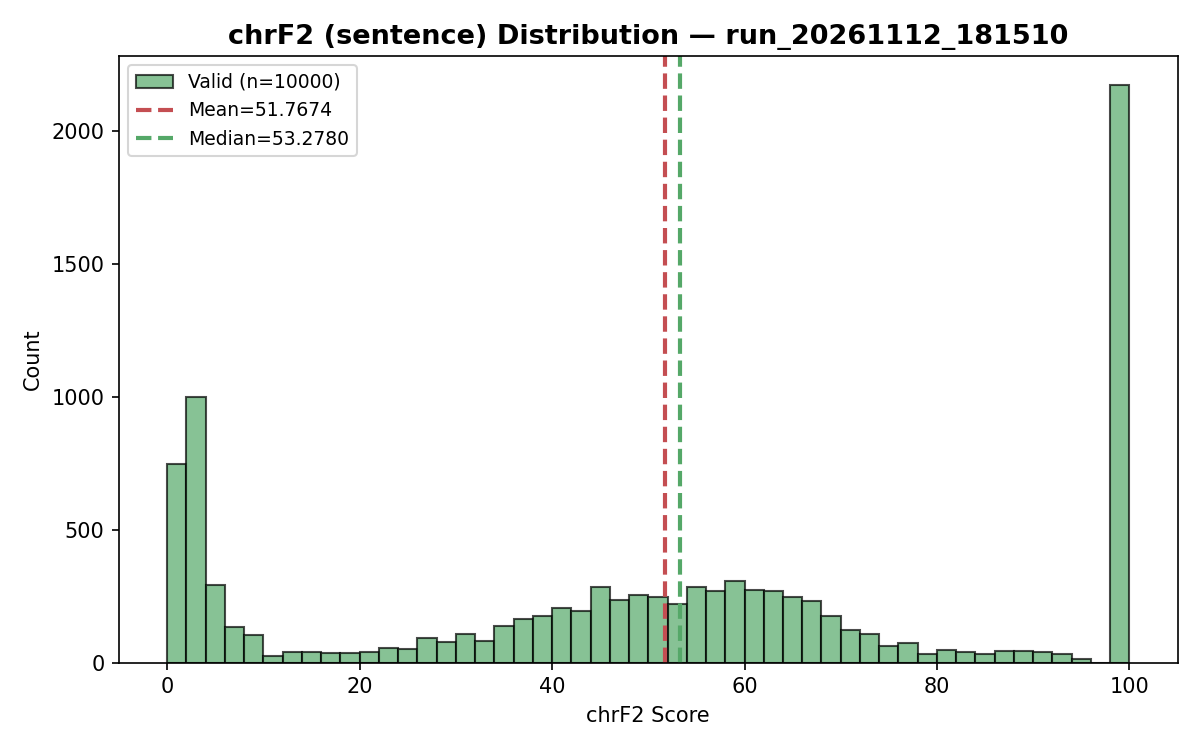 chrF2 (sentence) Distribution — run_20261112_181510
Valid (n=10000)
Mean=51.7674
Median=53.2780
Count
2000
1500
1000
500
0
0 20 40 60 80 100
chrF2 Score